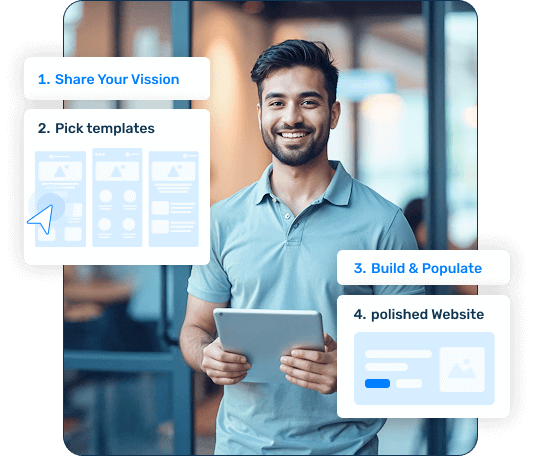 1. Share Your Vission
2. Pick templates
3. Build & Populate
4. polished Website